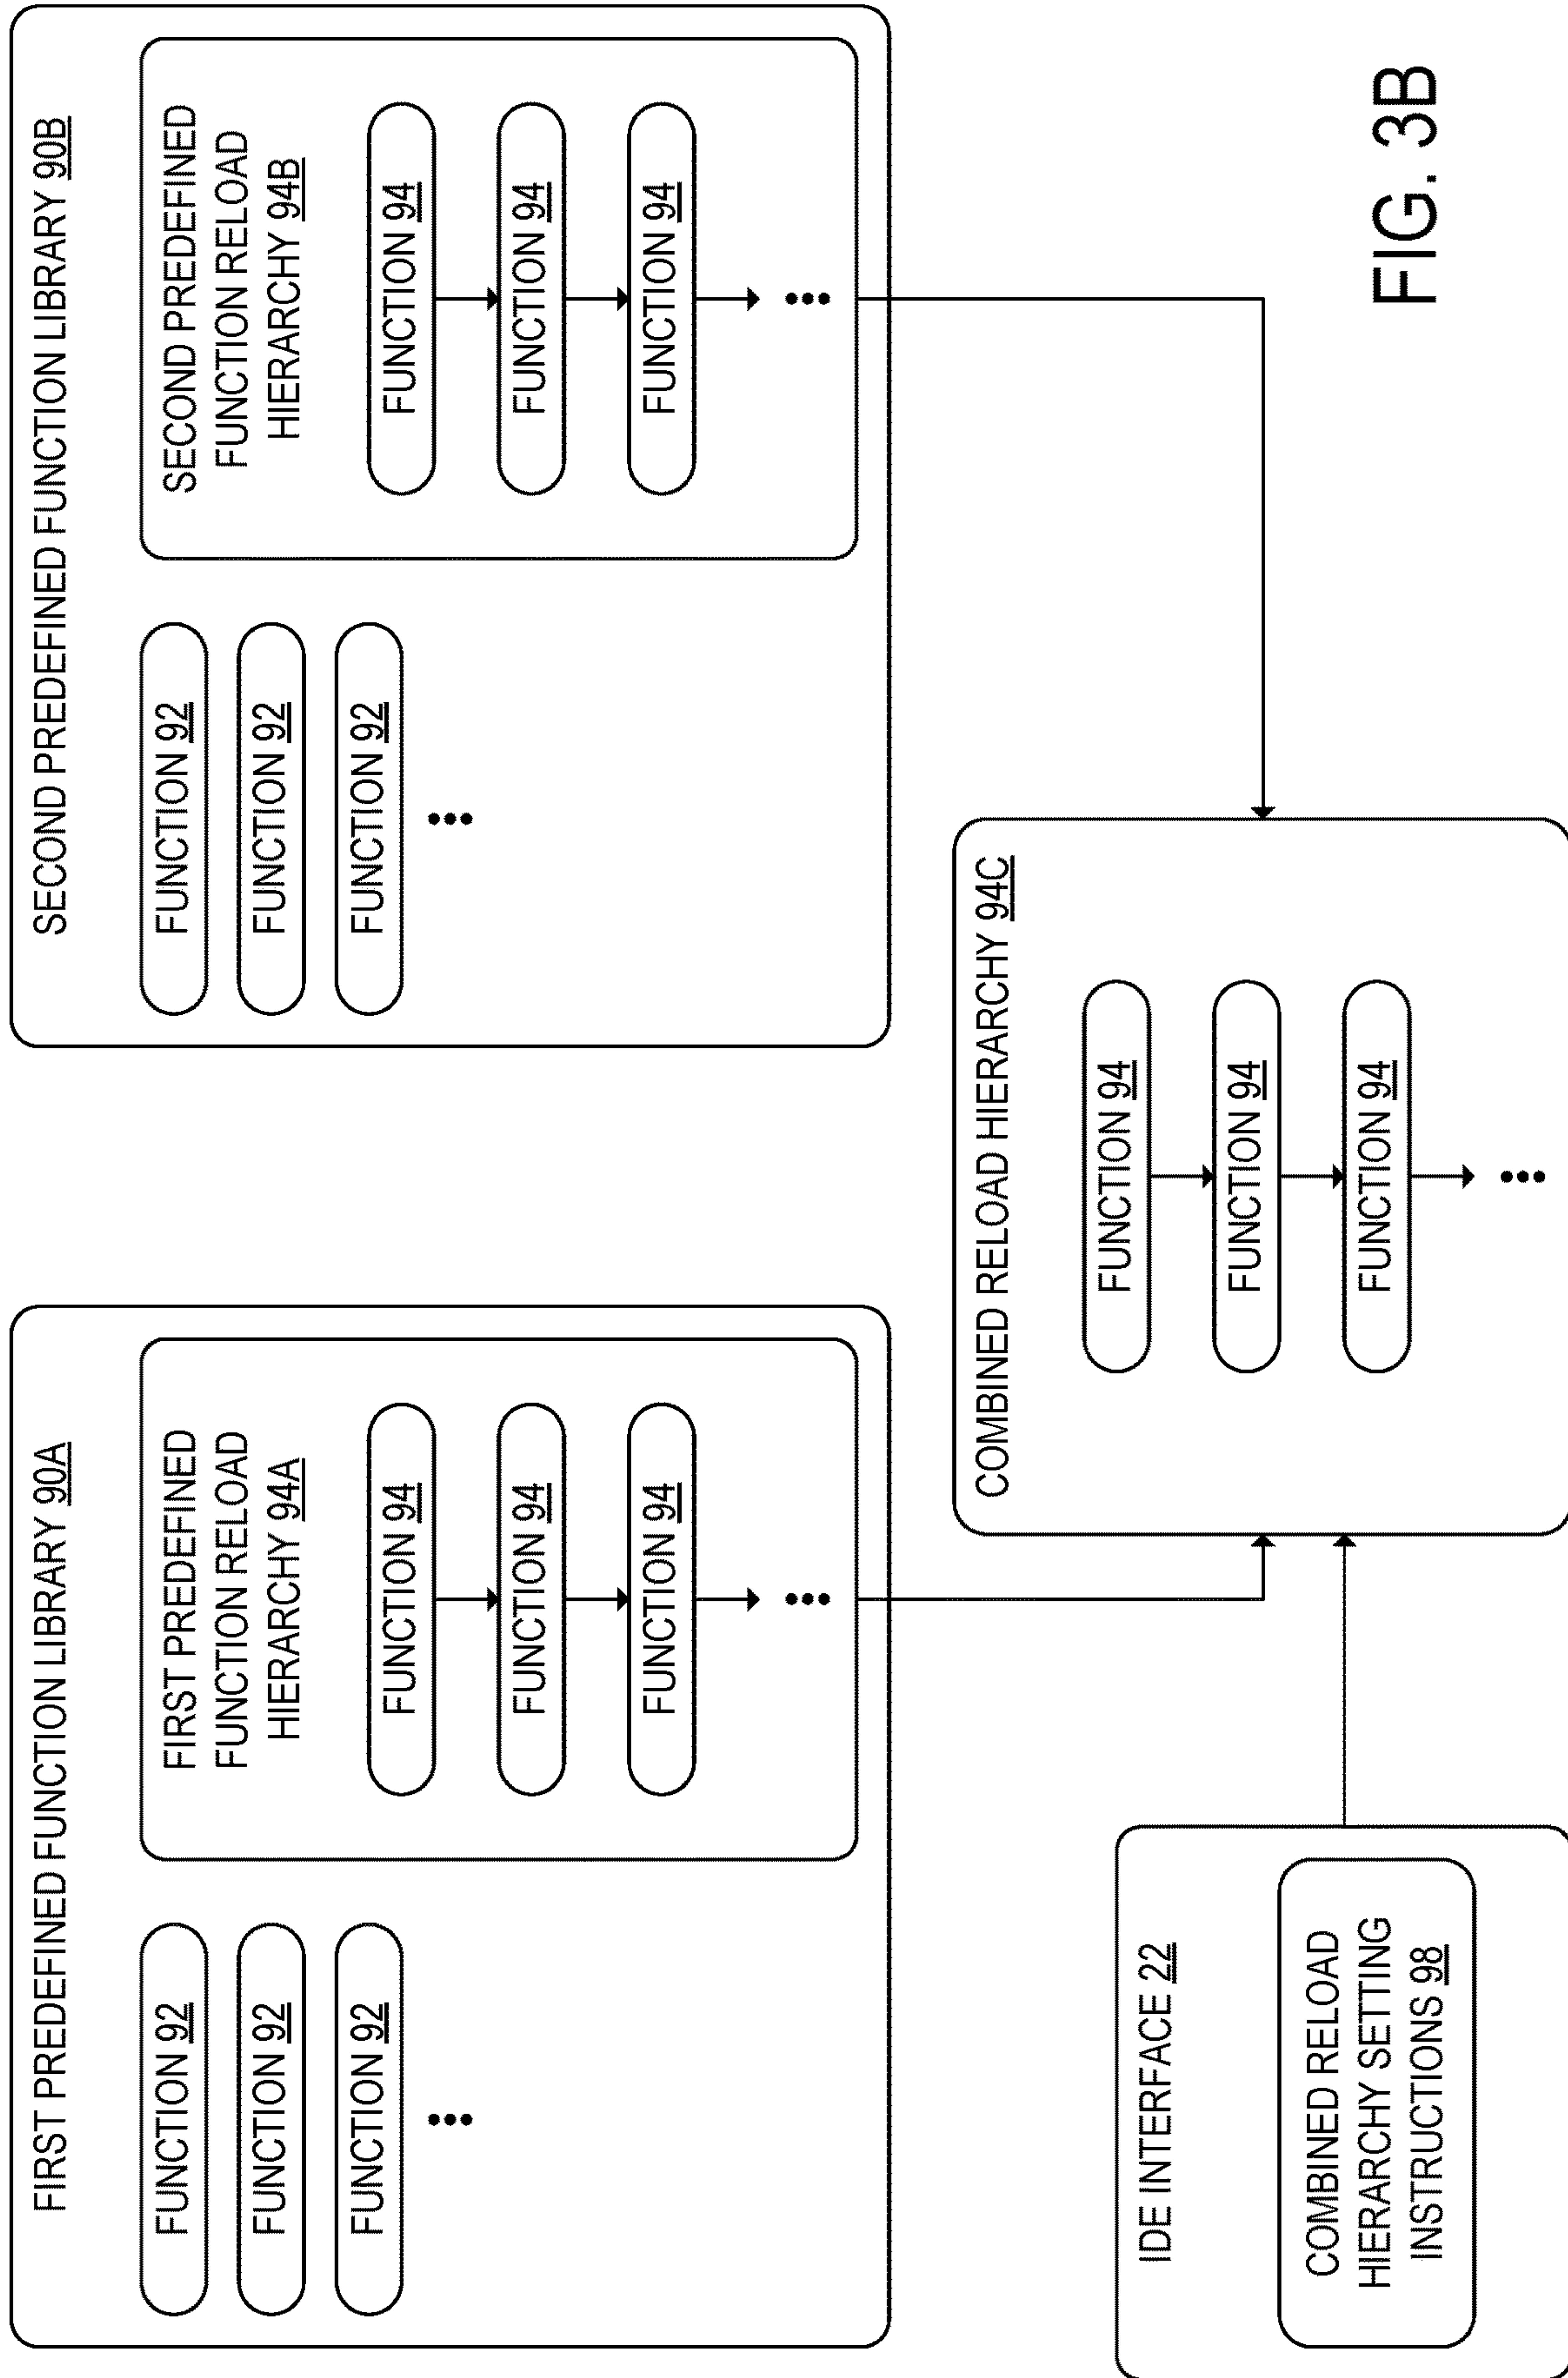 FIRST PREDEFINED FUNCTION LIBRARY 90A
FUNCTION 92
FUNCTION 92
FUNCTION 92
FIRST PREDEFINED
FUNCTION RELOAD
HIERARCHY 94A
FUNCTION 94
FUNCTION 94
FUNCTION 94
SECOND PREDEFINED FUNCTION LIBRARY 90B
FUNCTION 92
FUNCTION 92
FUNCTION 92
SECOND PREDEFINED
FUNCTION RELOAD
HIERARCHY 94B
FUNCTION 94
FUNCTION 94
FUNCTION 94
IDE INTERFACE 22
COMBINED RELOAD
HIERARCHY SETTING
INSTRUCTIONS 98
COMBINED RELOAD HIERARCHY 94C
FUNCTION 94
FUNCTION 94
FUNCTION 94
FIG. 3B